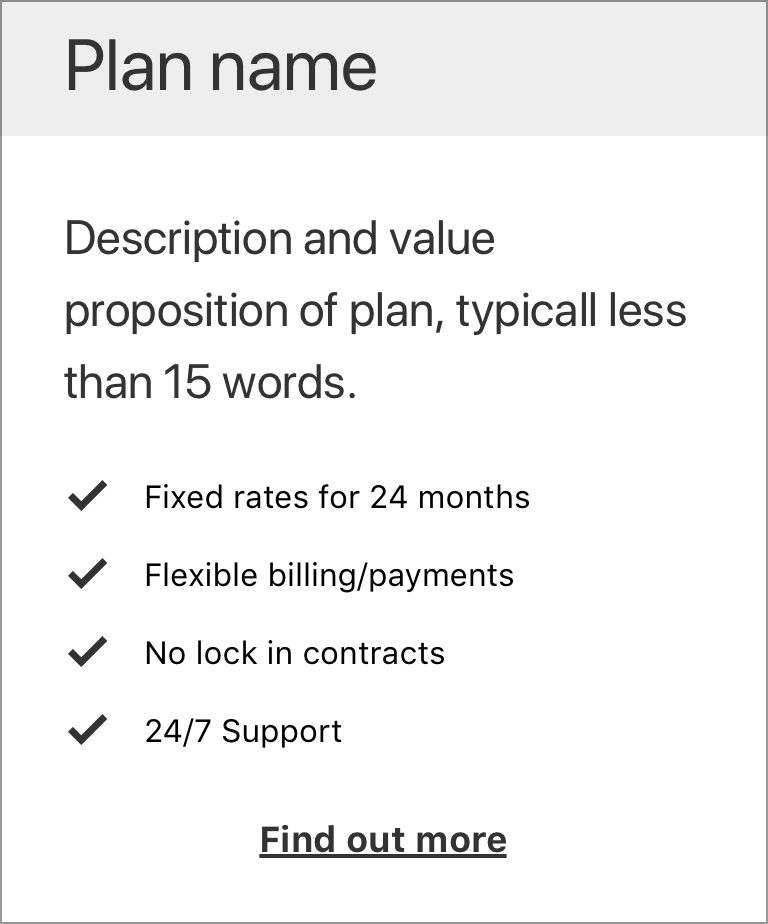 Plan name
Description and value
proposition of plan, typicall less
than 15 words.
Fixed rates for 24 months
Flexible billing/payments
No lock in contracts
24/7 Support
Find out more